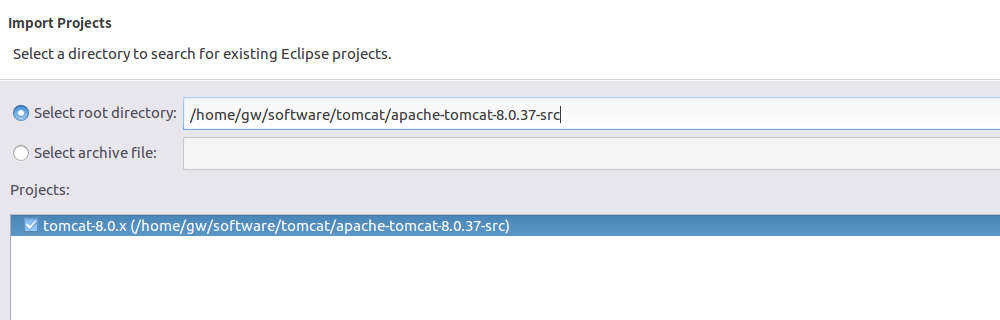 Import Projects
Select a directory to search for existing Eclipse projects.
Select root directory: /home/gw/software/tomcat/apache-tomcat-8.0.37-src
Select archive file:
Projects:
tomcat-8.0.x (/home/gw/software/tomcat/apache-tomcat-8.0.37-src)